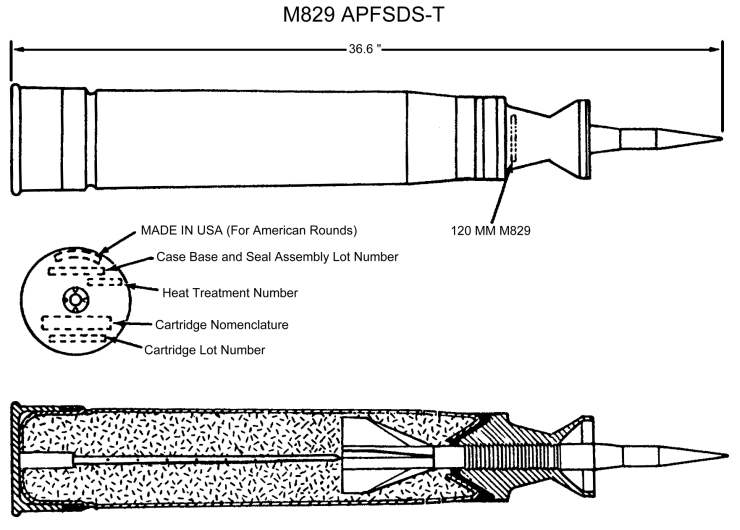 M829 APFSDS-T
36.6 "
120 MM M829
MADE IN USA (For American Rounds)
Case Base and Seal Assembly Lot Number
Heat Treatment Number
Cartridge Nomenclature
Cartridge Lot Number